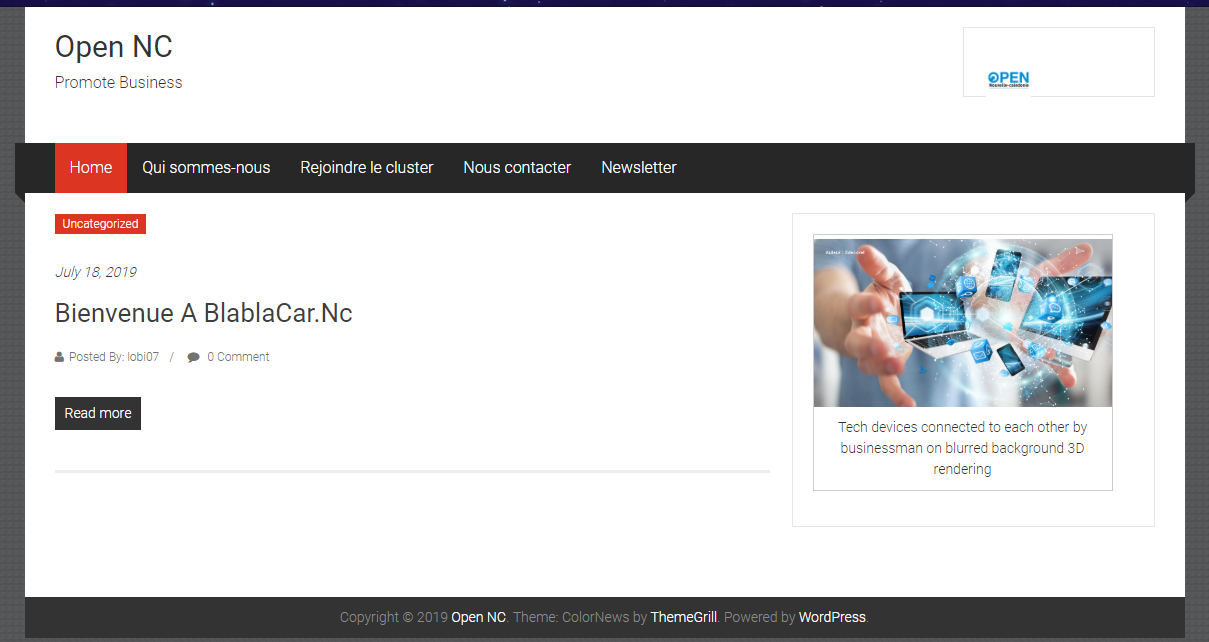 Open NC
Promote Business
OPEN
Nouvelle-calédonie
Home
Qui sommes-nous
Rejoindre le cluster
Nous contacter
Newsletter
Uncategorized
July 18, 2019
Bienvenue A BlablaCar.Nc
Posted By: lobi07 / 0 Comment
Read more
Tech devices connected to each other by
businessman on blurred background 3D
rendering
Copyright © 2019 Open NC. Theme: ColorNews by ThemeGrill. Powered by WordPress.